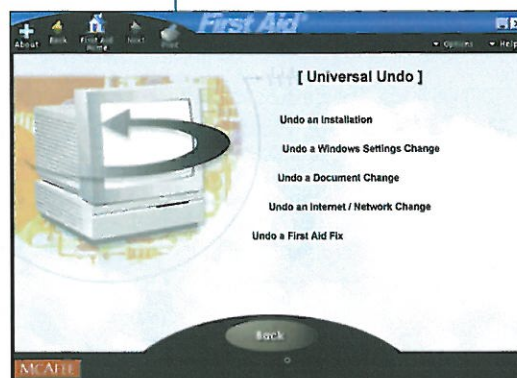 First Aid
About Back First Aid Home Next Print
Options Help
[ Universal Undo ]
Undo an Installation
Undo a Windows Settings Change
Undo a Document Change
Undo an Internet / Network Change
Undo a First Aid Fix
Back
MCAFEE